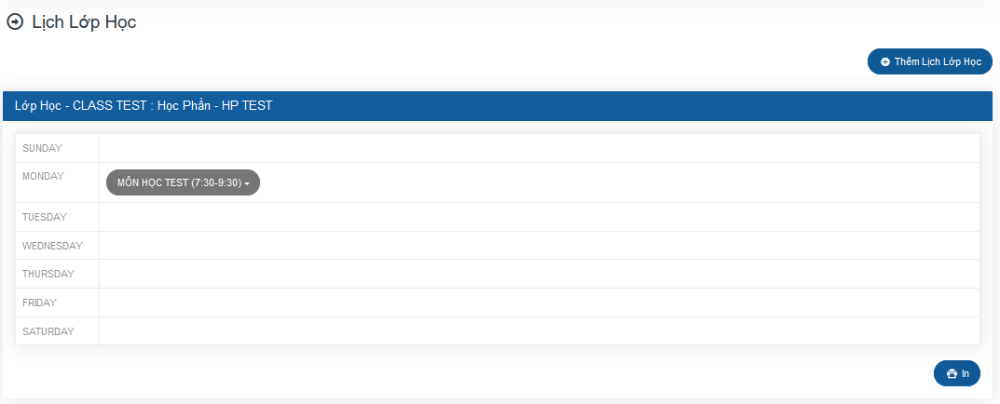 Lịch Lớp Học
Thêm Lịch Lớp Học
Lớp Học - CLASS TEST : Học Phần - HP TEST
SUNDAY
MONDAY
MÔN HỌC TEST (7:30-9:30)
TUESDAY
WEDNESDAY
THURSDAY
FRIDAY
SATURDAY
In